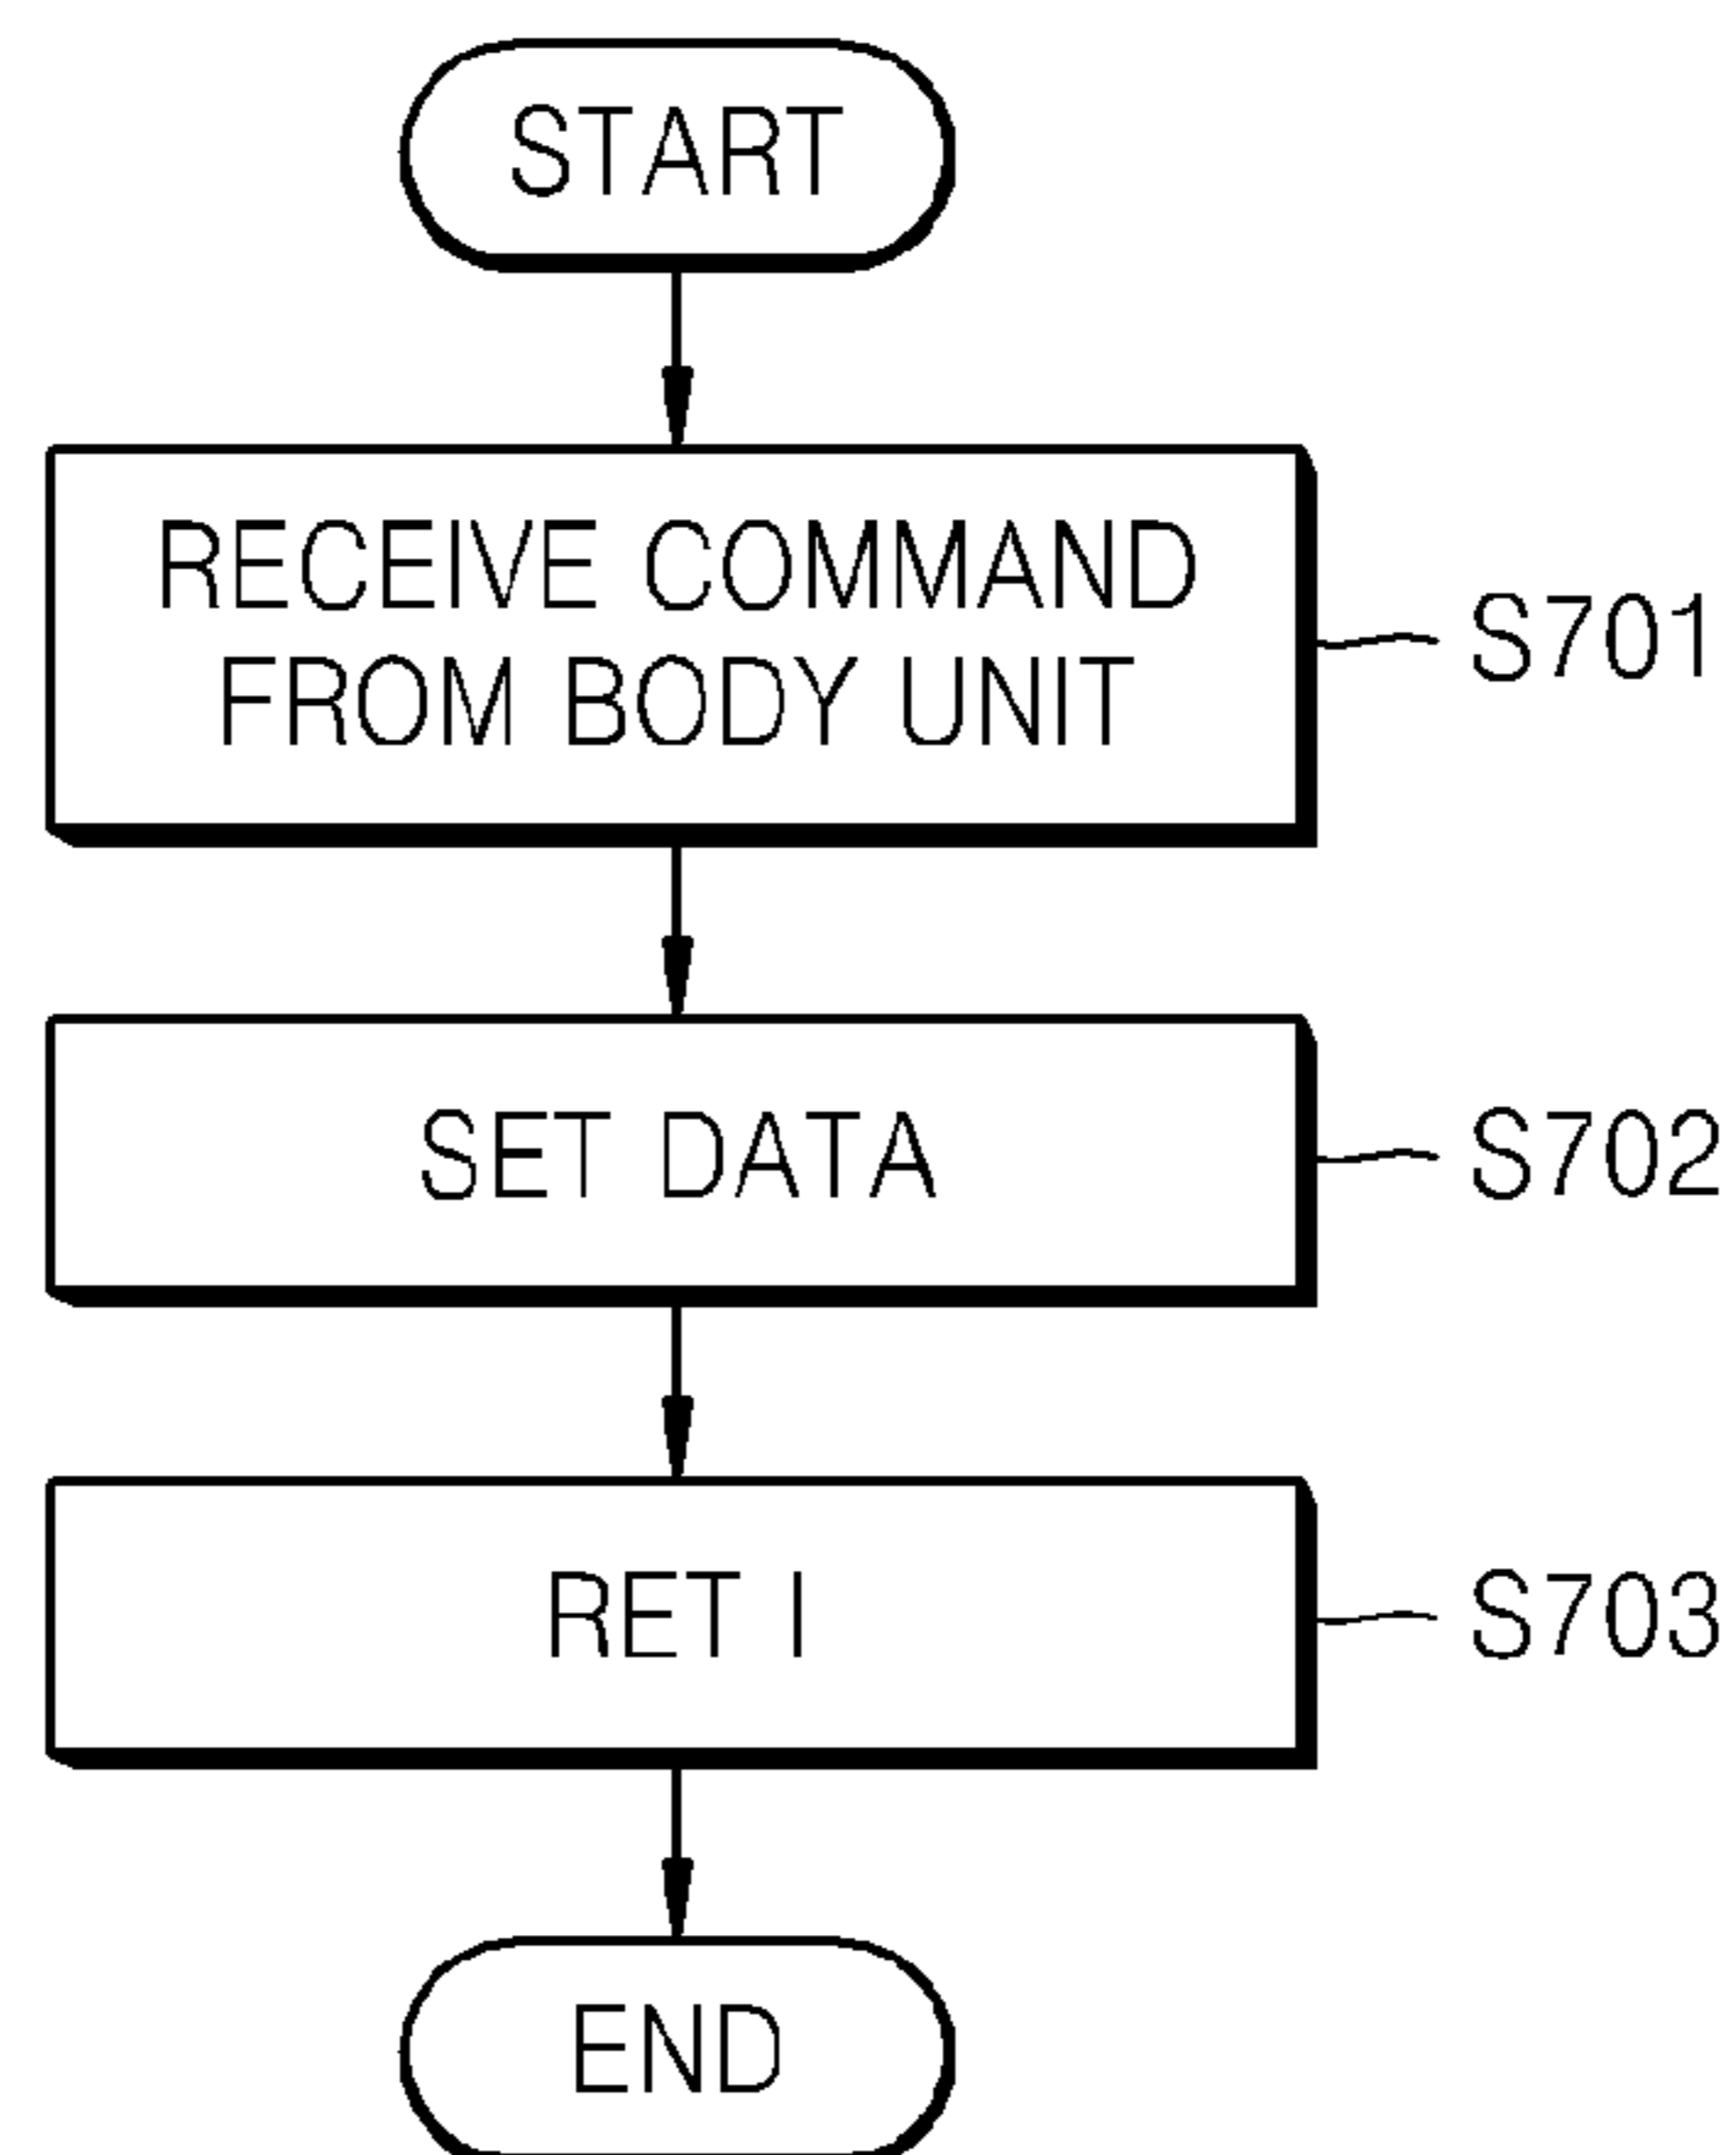 START
RECEIVE COMMAND
FROM BODY UNIT
S701
SET DATA
S702
RET I
S703
END